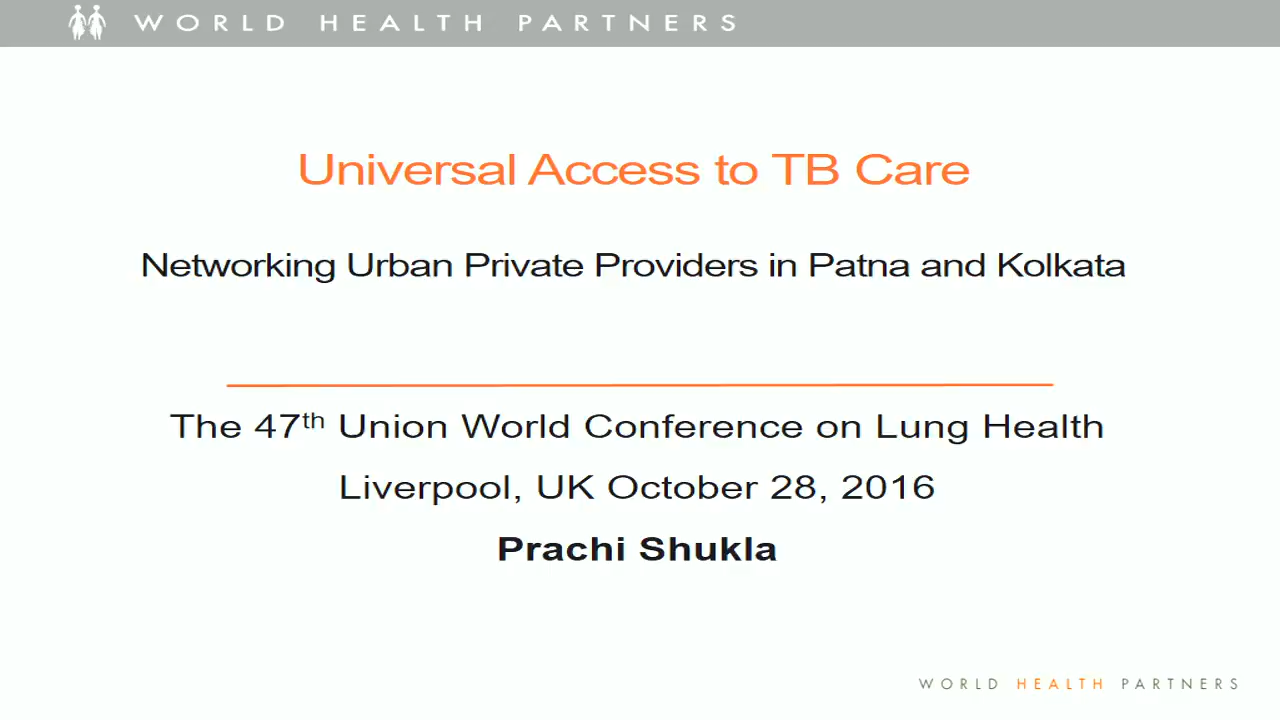 WORLD HEALTH PARTNERS
Universal Access to TB Care
Networking Urban Private Providers in Patna and Kolkata
The 47th Union World Conference on Lung Health
Liverpool, UK October 28, 2016
Prachi Shukla
WORLD HEALTH PARTNERS